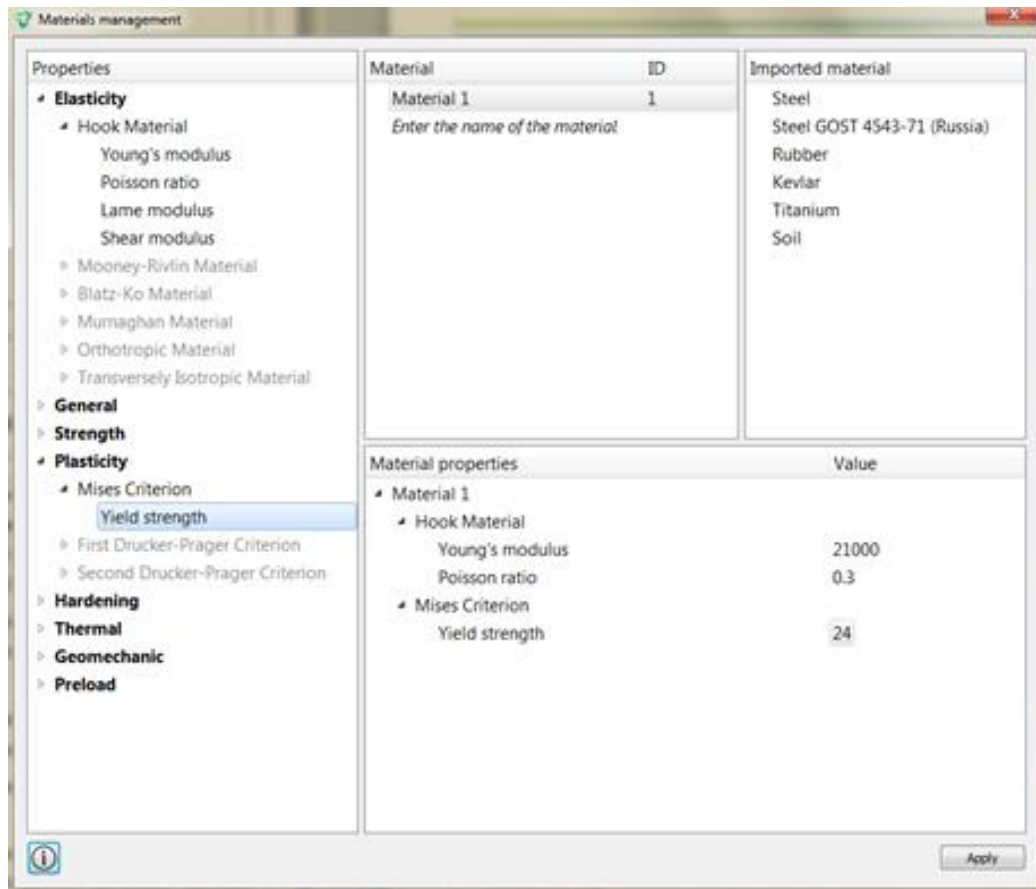 Materials management
Properties
Elasticity
Hook Material
Young's modulus
Poisson ratio
Lame modulus
Shear modulus
Mooney-Rivlin Material
Blatz-Ko Material
Murnaghan Material
Orthotropic Material
Transversely Isotropic Material
General
Strength
Plasticity
Mises Criterion
Yield strength
First Drucker-Prager Criterion
Second Drucker-Prager Criterion
Hardening
Thermal
Geomechanic
Preload
Material ID
Material 1 1
Enter the name of the material
Imported material
Steel
Steel GOST 4543-71 (Russia)
Rubber
Kevlar
Titanium
Soil
Material properties Value
Material 1
Hook Material
Young's modulus 21000
Poisson ratio 0.3
Mises Criterion
Yield strength 24
Apply